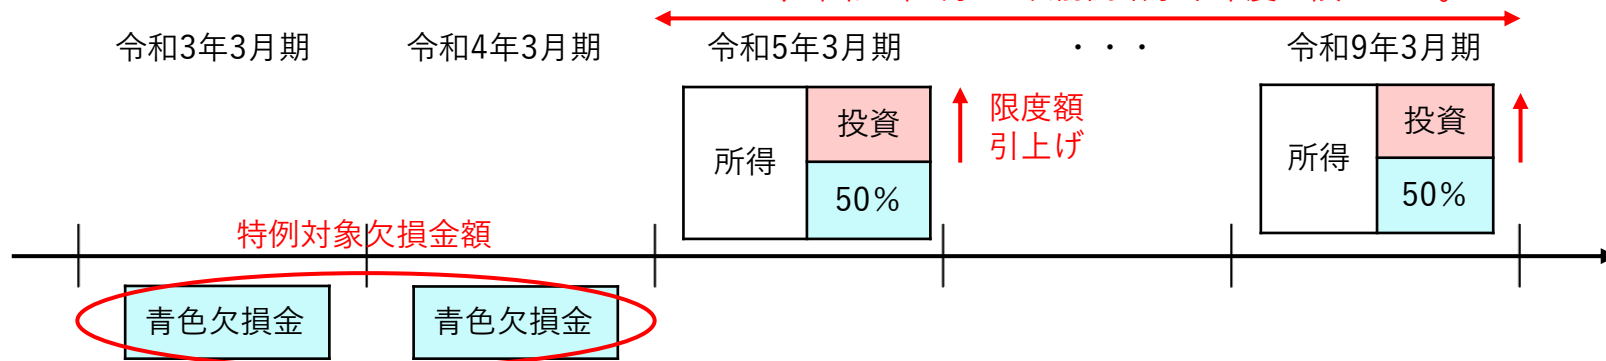 令和3年3月期
令和4年3月期
令和5年3月期
・・・
令和9年3月期
所得
投資
50%
限度額
引上げ
所得
投資
50%
特例対象欠損金額
青色欠損金
青色欠損金